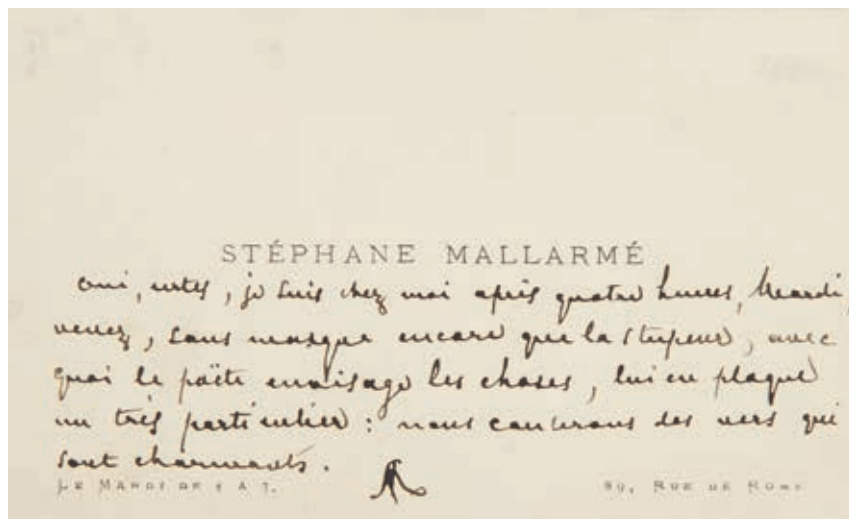 STÉPHANE MALLARMÉ
oui, certes, je suis chez moi après quatre heures, Mardi,
venez, sans masque encore que la stupeur, avec
quoi le poëte envisage les choses, lui en plaque
un très particulier : nous causerons des vers qui
sont charmants.
LE MARDI DE 4 A 7.
89, RUE DE ROME